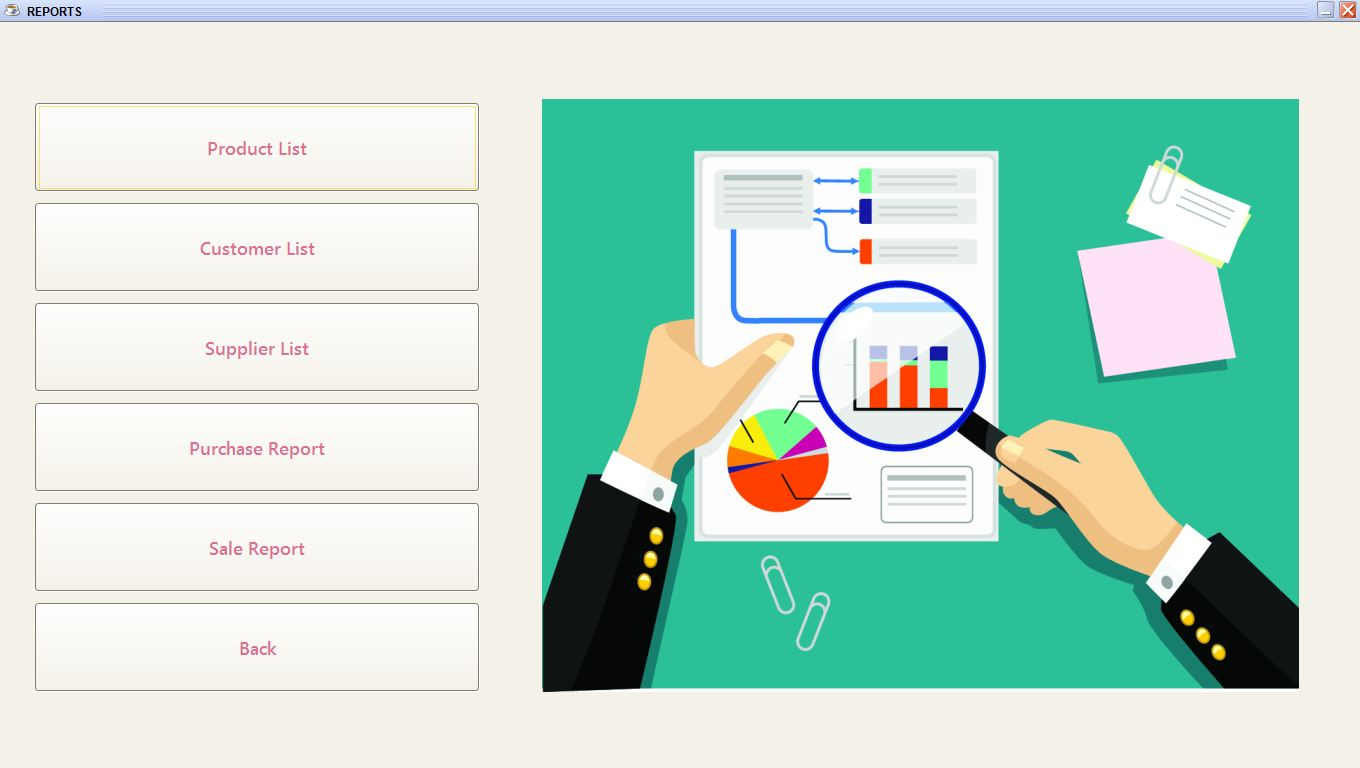 REPORTS
Product List
Customer List
Supplier List
Purchase Report
Sale Report
Back